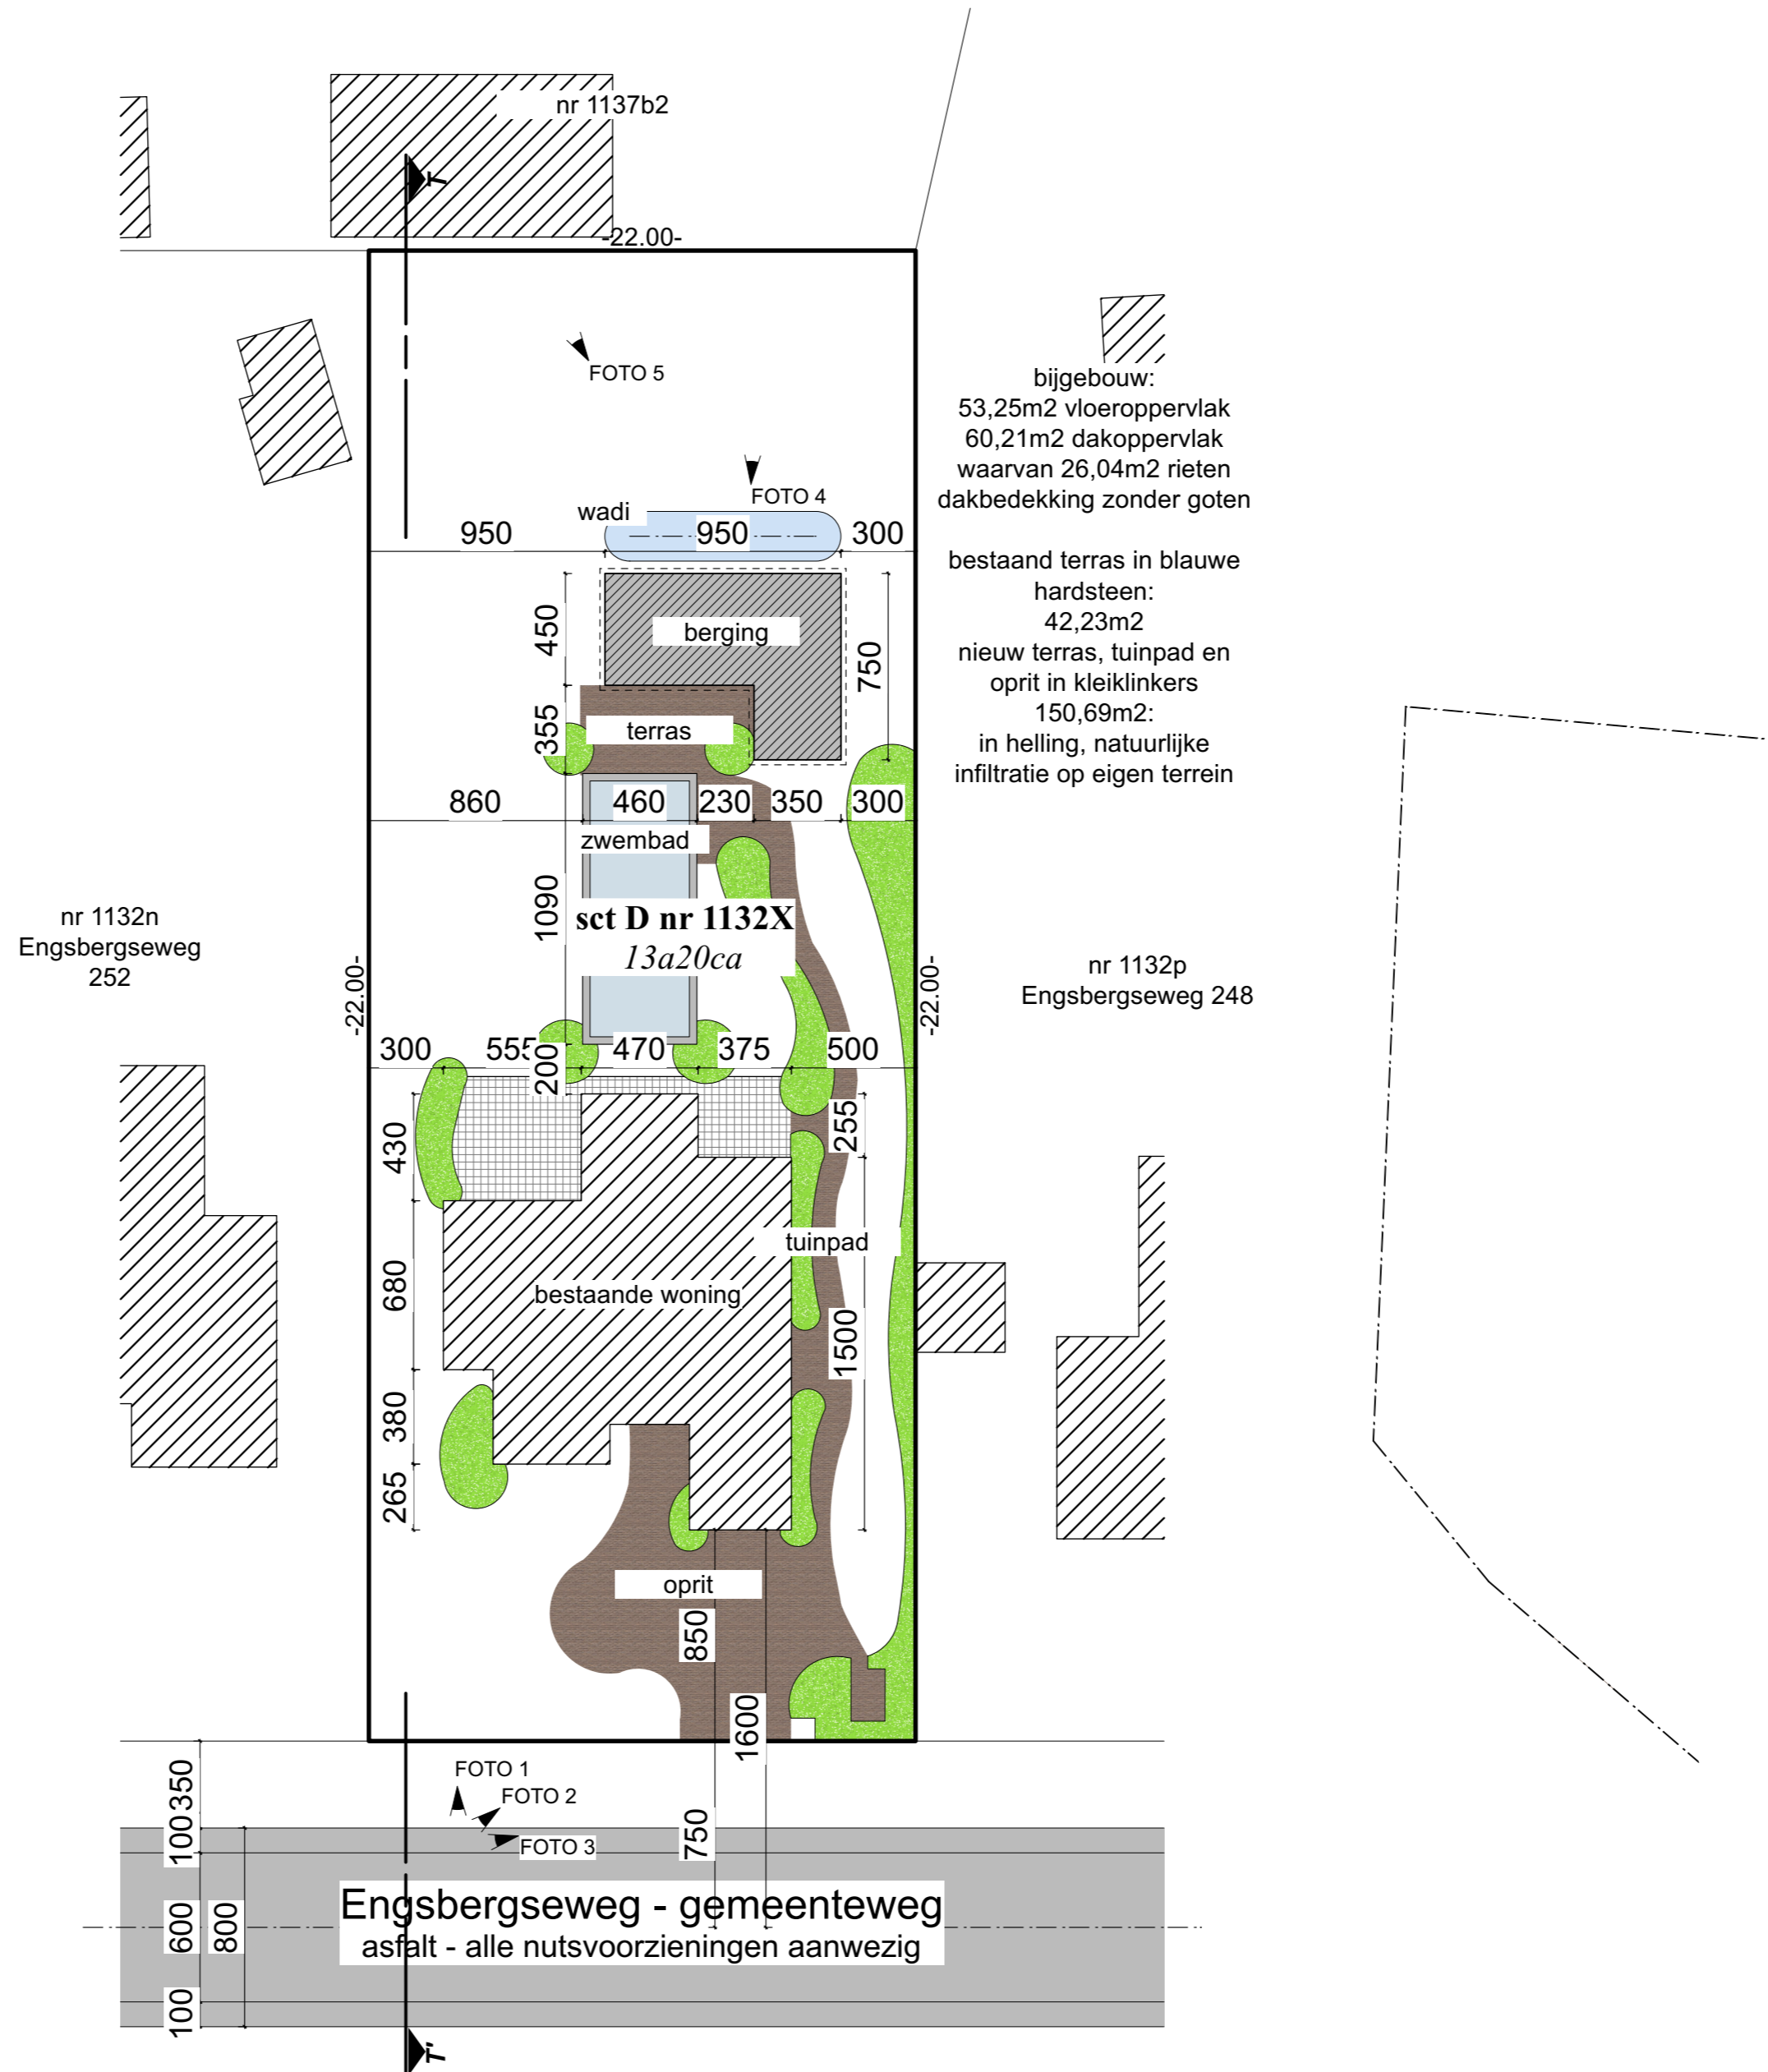 nr 1137b2
T
-22.00-
FOTO 5
bijgebouw:
53,25m2 vloeroppervlak
60,21m2 dakoppervlak
waarvan 26,04m2 rieten
dakbedekking zonder goten
FOTO 4
wadi
950
950
300
bestaand terras in blauwe
hardsteen:
42,23m2
nieuw terras, tuinpad en
oprit in kleiklinkers
150,69m2:
in helling, natuurlijke
infiltratie op eigen terrein
450
berging
750
355
terras
860
460
230
350
300
zwembad
1090
sct D nr 1132X
13a20ca
nr 1132n
Engsbergseweg
252
-22.00-
-22.00-
nr 1132p
Engsbergseweg 248
300
555
470
375
500
200
430
255
tuinpad
680
bestaande woning
1500
380
265
oprit
850
1600
350
FOTO 1
FOTO 2
100
750
FOTO 3
Engsbergseweg - gemeenteweg
asfalt - alle nutsvoorzieningen aanwezig
600
800
100
T'